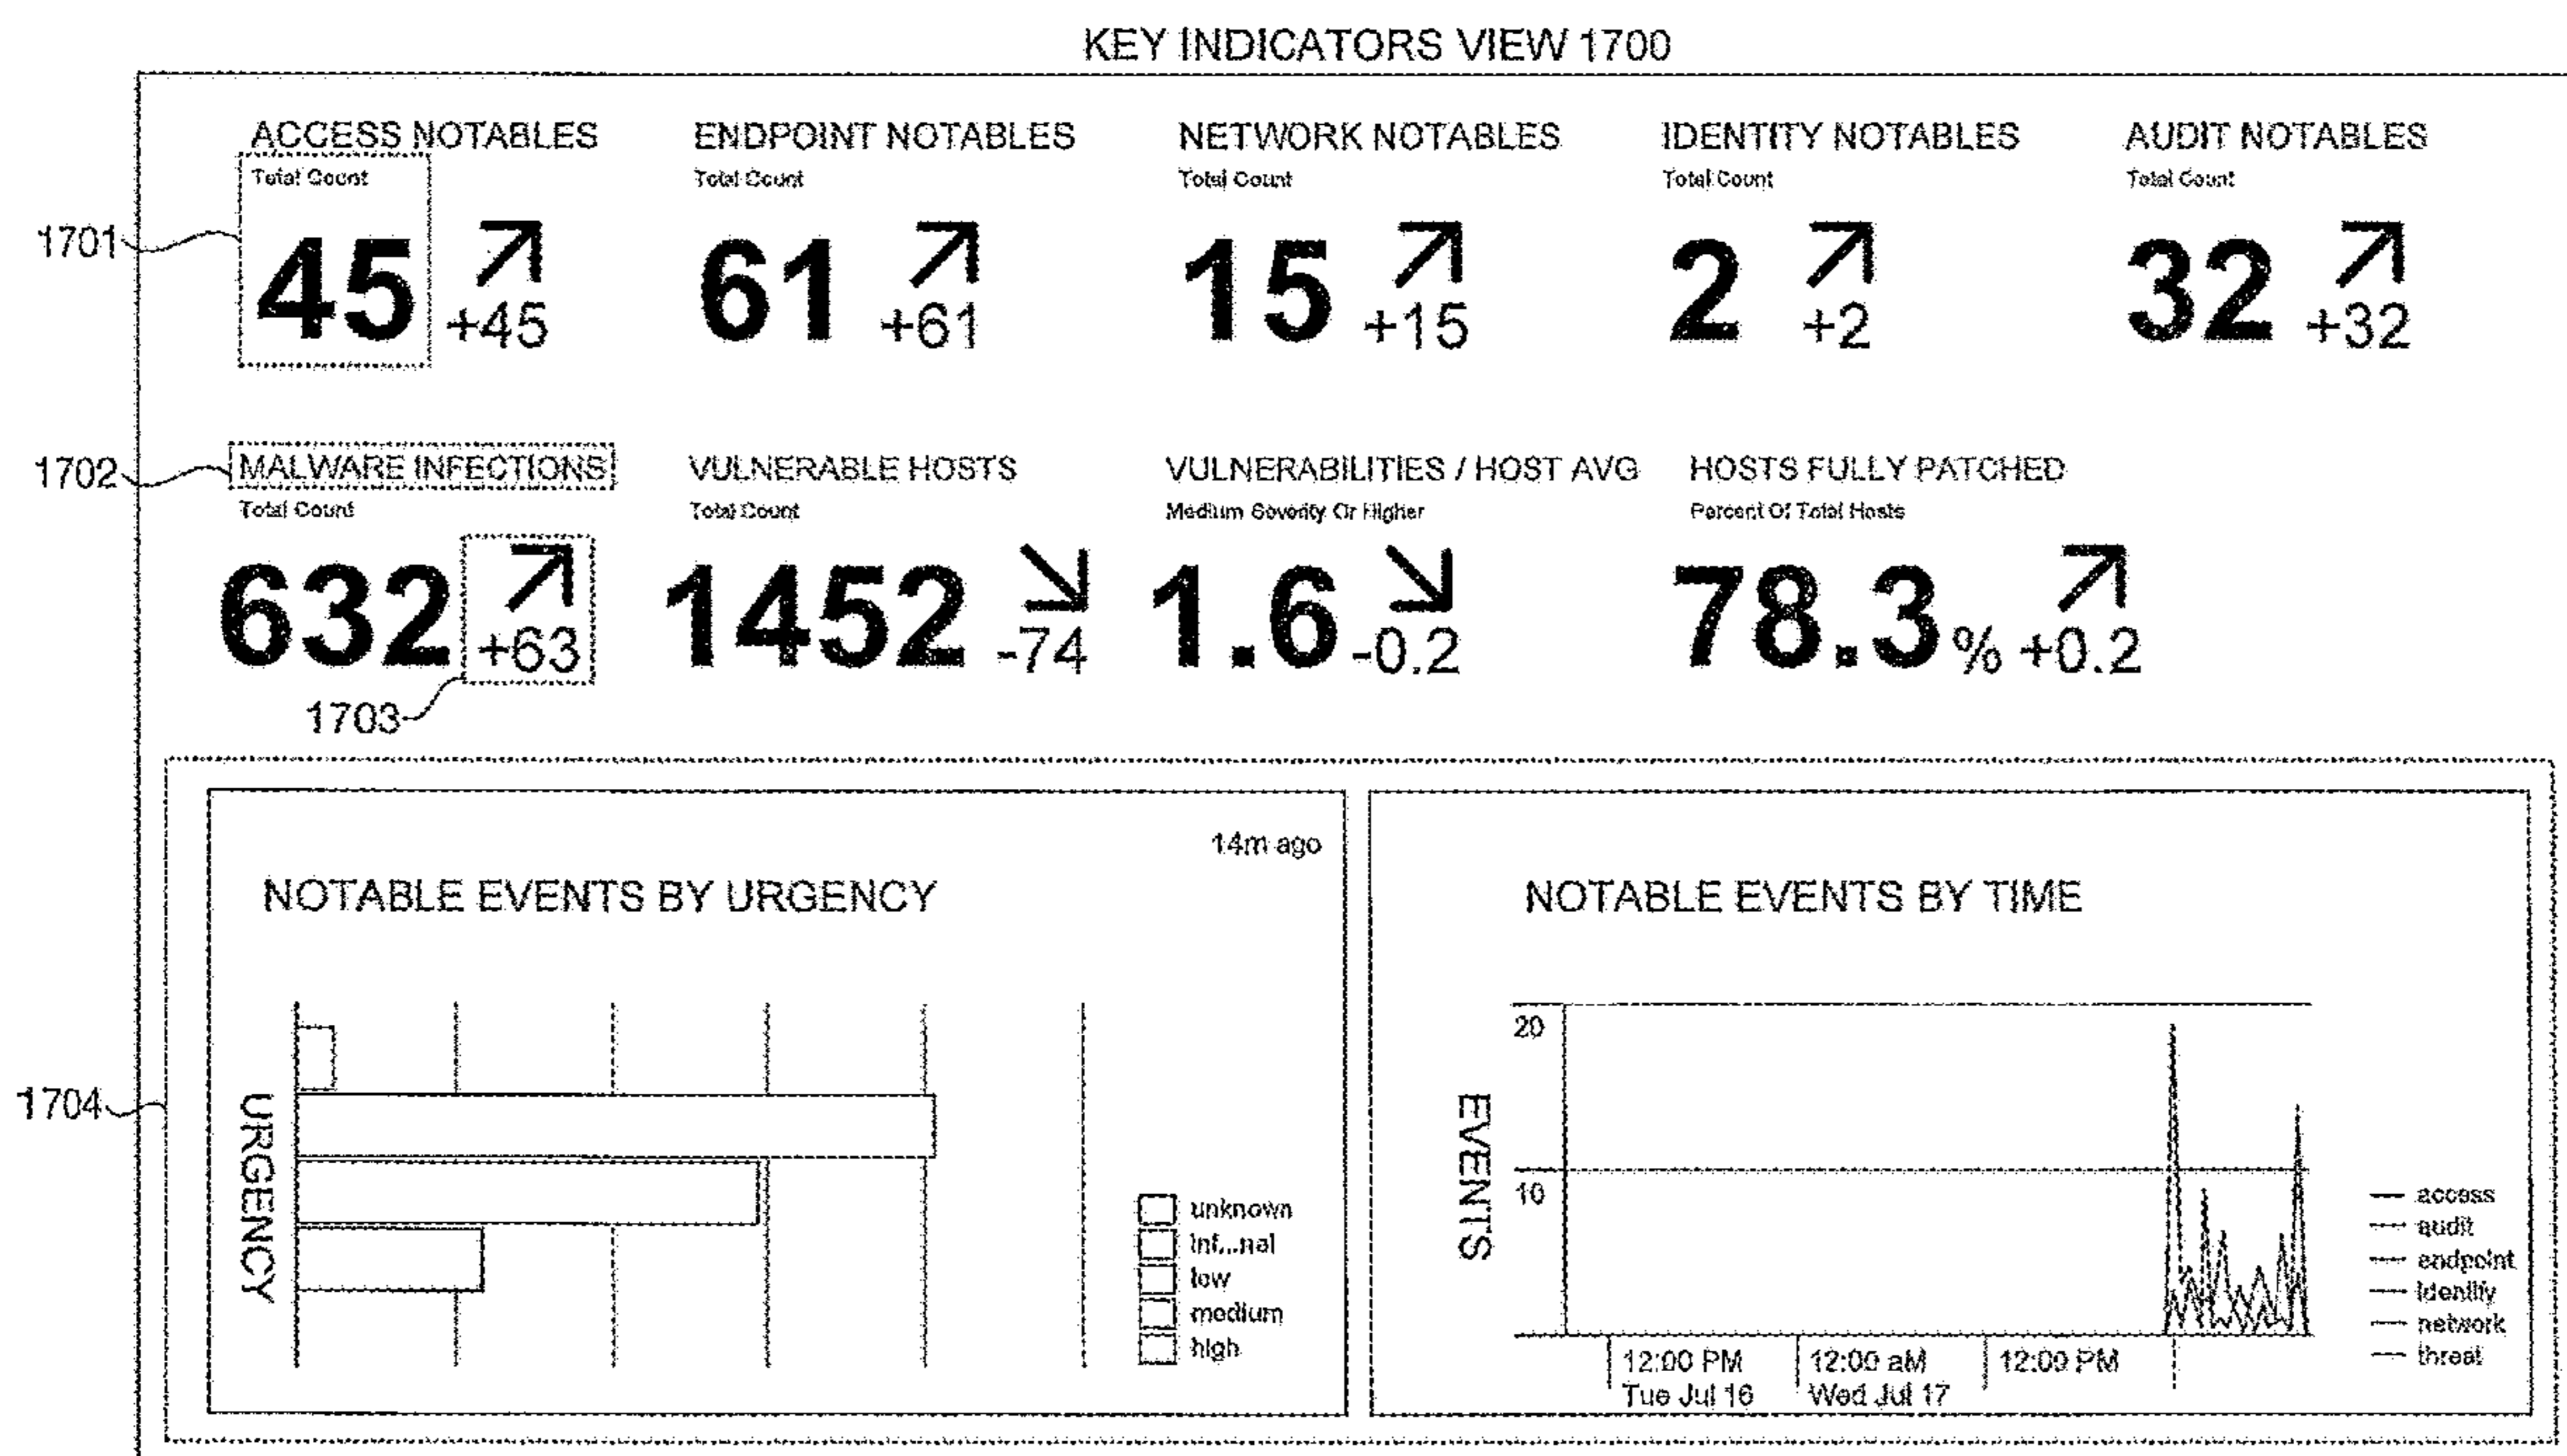 KEY INDICATORS VIEW 1700
ACCESS NOTABLES
Total Count
45 +45
1701
ENDPOINT NOTABLES
Total Count
61 +61
NETWORK NOTABLES
Total Count
15 +15
IDENTITY NOTABLES
Total Count
2 +2
AUDIT NOTABLES
Total Count
32 +32
1702
MALWARE INFECTIONS
Total Count
632 +63
1703
VULNERABLE HOSTS
Total Count
1452 -74
VULNERABILITIES / HOST AVG
Medium Severity Or Higher
1.6 -0.2
HOSTS FULLY PATCHED
Percent Of Total Hosts
78.3 % +0.2
1704
14m ago
NOTABLE EVENTS BY URGENCY
URGENCY
unknown
inf...nal
low
medium
high
NOTABLE EVENTS BY TIME
EVENTS
20
10
12:00 PM
Tue Jul 16
12:00 aM
Wed Jul 17
12:00 PM
access
audit
endpoint
identify
network
threat